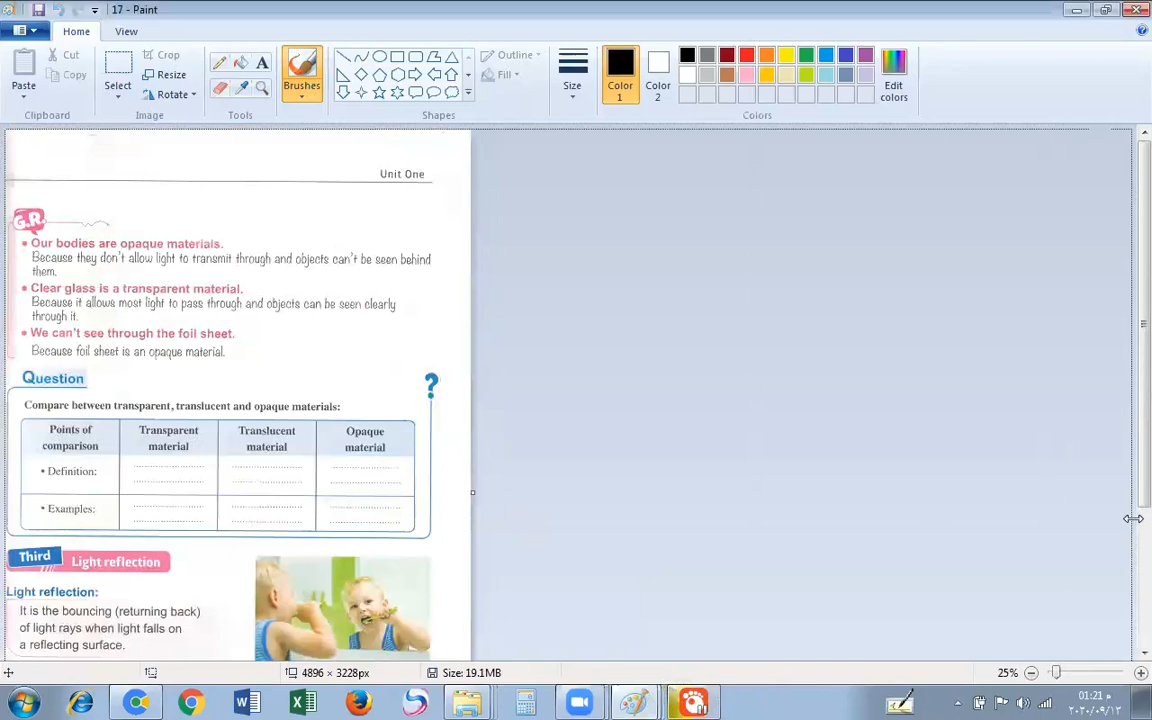 17 - Paint
Home
View
Paste
Cut
Copy
Clipboard
Select
Crop
Resize
Rotate
Image
Tools
Brushes
Shapes
Outline
Fill
Size
Color
1
Color
2
Edit
colors
Colors
Unit One
G.R.
• Our bodies are opaque materials.
Because they don't allow light to transmit through and objects can't be seen behind
them.
• Clear glass is a transparent material.
Because it allows most light to pass through and objects can be seen clearly
through it.
• We can't see through the foil sheet.
Because foil sheet is an opaque material.
Question
?
Compare between transparent, translucent and opaque materials:
Points of comparison
Transparent material
Translucent material
Opaque material
• Definition:
• Examples:
Third
Light reflection
Light reflection:
It is the bouncing (returning back)
of light rays when light falls on
a reflecting surface.
4896 × 3228px
Size: 19.1MB
25%
01:21 م
٢٠٢٠/٠٩/١٣